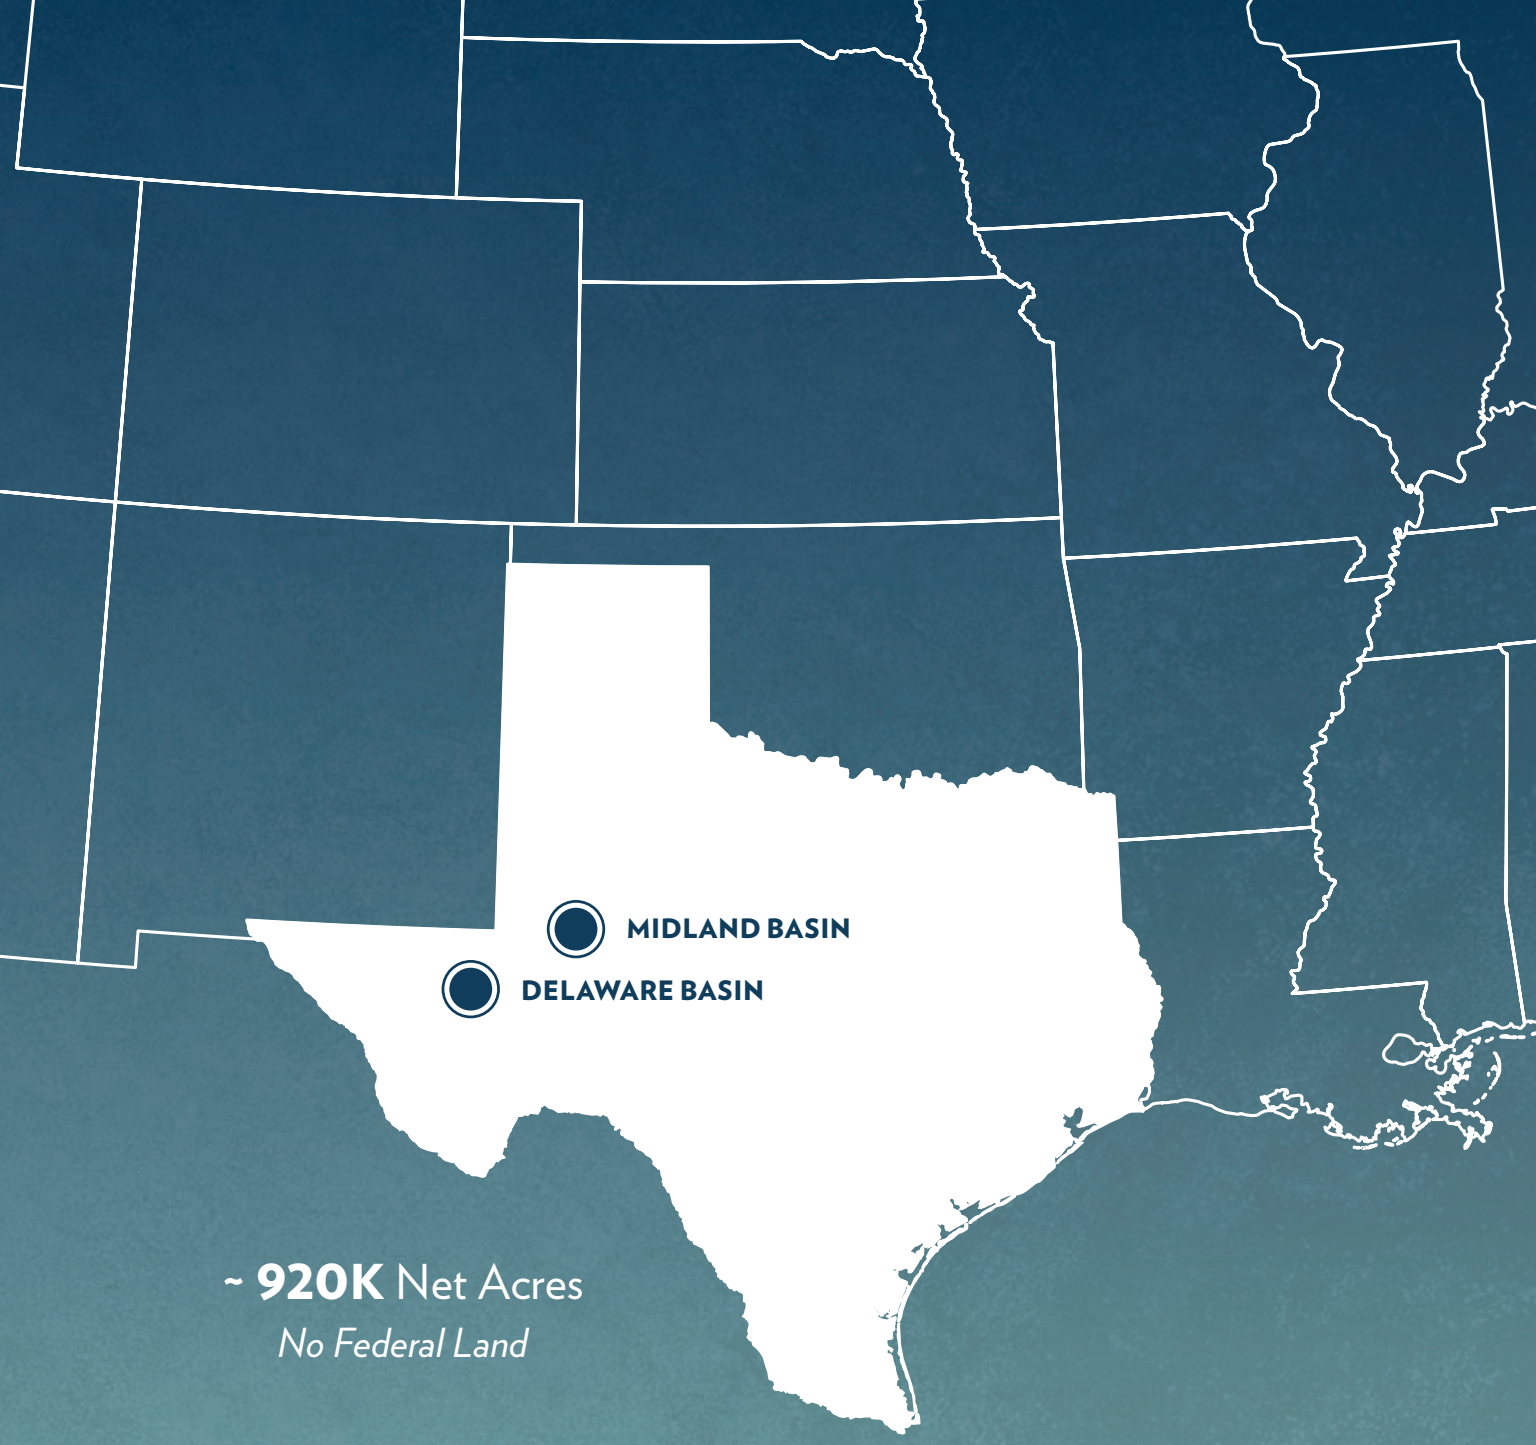 MIDLAND BASIN
DELAWARE BASIN
~ 920K Net Acres
No Federal Land